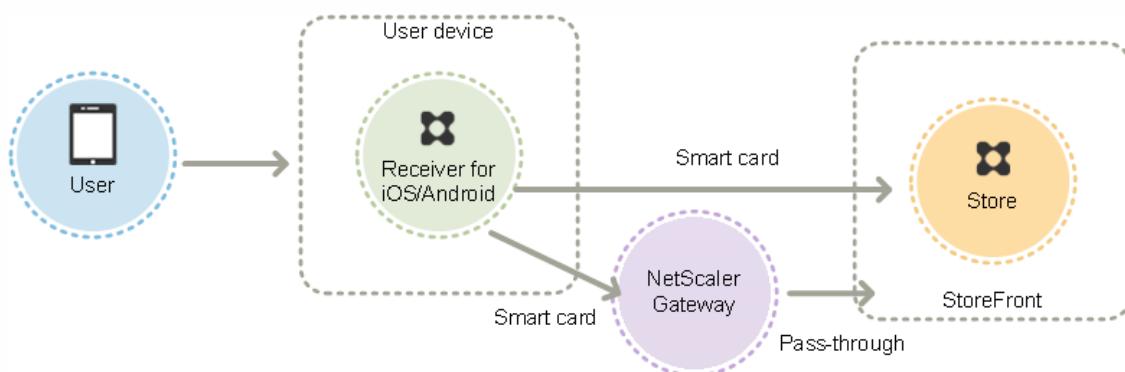 User device
User
Receiver for
iOS/Android
Smart card
Store
NetScaler
Gateway
Smart card
StoreFront
Pass-through